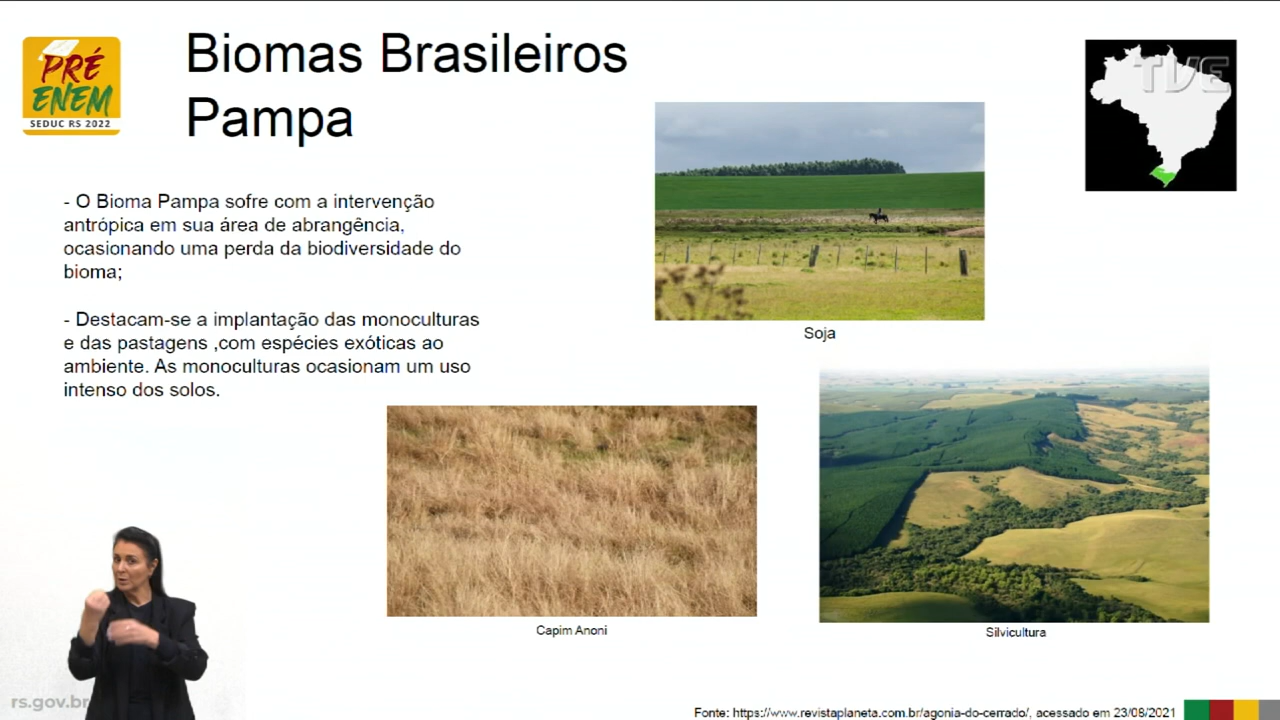 PRÉ
ENEM
SEDUC RS 2022
Biomas Brasileiros
Pampa
TVE
- O Bioma Pampa sofre com a intervenção
antrópica em sua área de abrangência,
ocasionando uma perda da biodiversidade do
bioma;
- Destacam-se a implantação das monoculturas
e das pastagens ,com espécies exóticas ao
ambiente. As monoculturas ocasionam um uso
intenso dos solos.
Soja
Capim Anoni
Silvicultura
rs.gov.br
Fonte: https://www.revistaplaneta.com.br/agonia-do-cerrado/, acessado em 23/08/2021